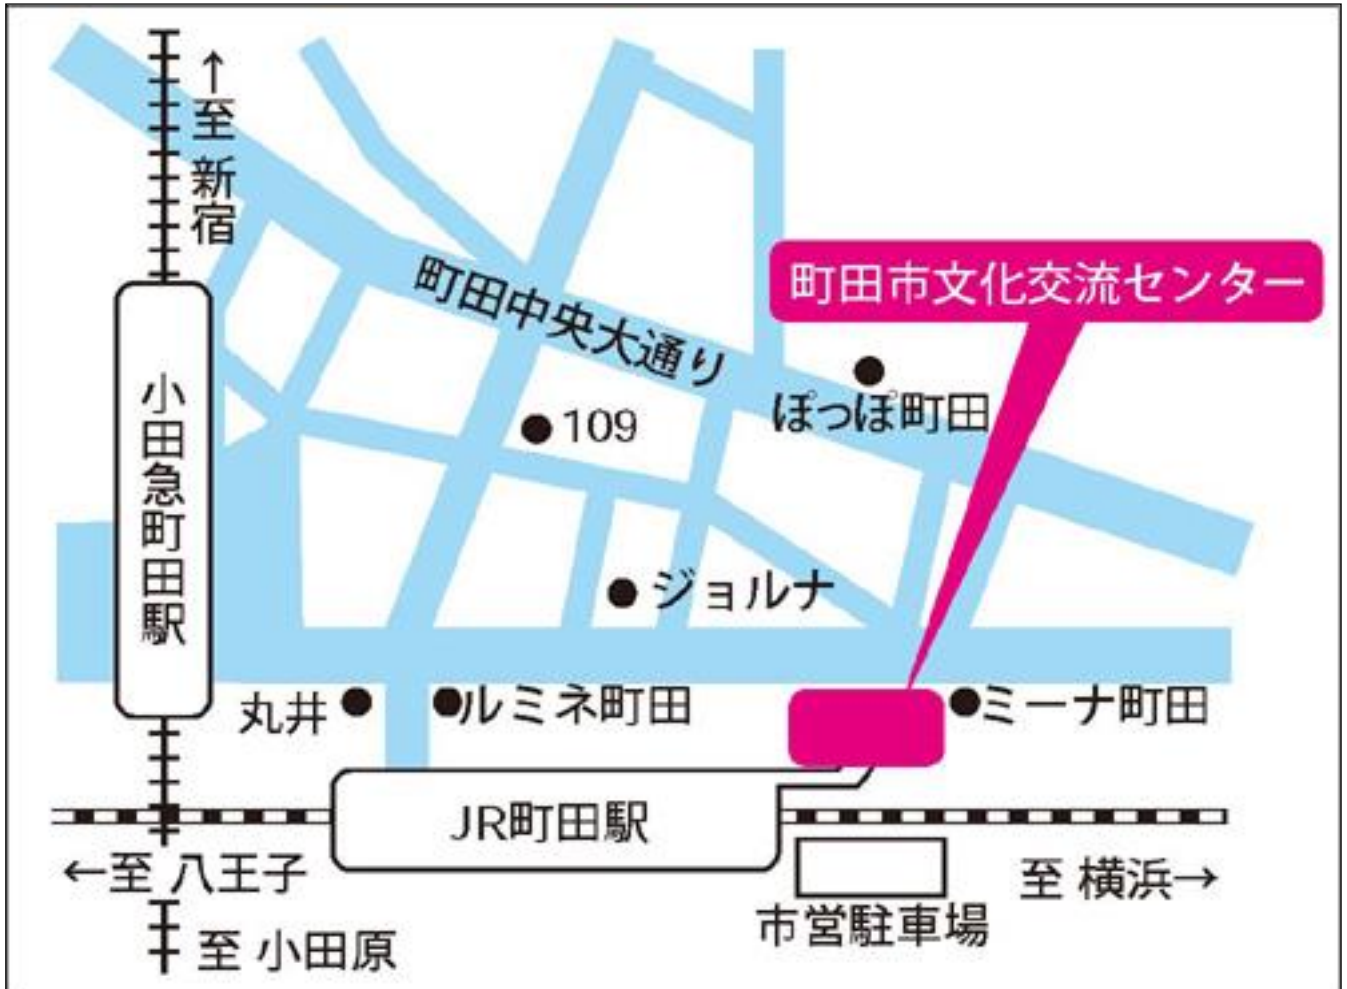 ↑至 新宿
町田中央大通り
町田市文化交流センター
ぽっぽ町田
109
小田急町田駅
ジョルナ
丸井
ルミネ町田
ミーナ町田
JR町田駅
←至 八王子
至 横浜→
市営駐車場
至 小田原